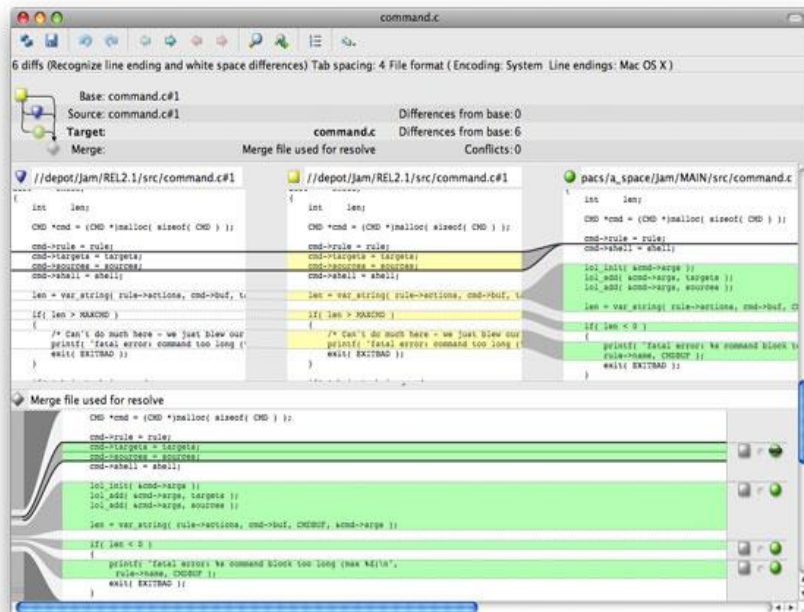 command.c
6 diffs (Recognize line ending and white space differences) Tab spacing: 4 File format ( Encoding: System Line endings: Mac OS X )
Base: command.c#1
Source: command.c#1 Differences from base: 0
Target: command.c Differences from base: 6
Merge: Merge file used for resolve Conflicts: 0
//depot/Jam/REL2.1/src/command.c#1
{
int len;
CMD *cmd = (CMD *)malloc( sizeof( CMD ) );
cmd->rule = rule;
cmd->targets = targets;
cmd->sources = sources;
cmd->shell = shell;
len = var_string( rule->actions, cmd->buf,
if( len > MAXCMD )
{
/* Can't do much here - we just blew our
printf( "fatal error: command too long (
exit( EXITBAD );
}
//depot/Jam/REL2.1/src/command.c#1
{
int len;
CMD *cmd = (CMD *)malloc( sizeof( CMD ) );
cmd->rule = rule;
cmd->targets = targets;
cmd->sources = sources;
cmd->shell = shell;
len = var_string( rule->actions, cmd->buf,
if( len > MAXCMD )
{
/* Can't do much here - we just blew our
printf( "fatal error: command too long (
exit( EXITBAD );
}
pacs/a_space/Jam/MAIN/src/command.c
int len;
CMD *cmd = (CMD *)malloc( sizeof( CMD ) );
cmd->rule = rule;
cmd->shell = shell;
lol_init( &cmd->args );
lol_add( &cmd->args, targets );
lol_add( &cmd->args, sources );
len = var_string( rule->actions, cmd->buf,
if( len < 0 )
{
printf( "fatal error: %s command block
rule->name, CMDBUF );
exit( EXITBAD );
}
Merge file used for resolve
CMD *cmd = (CMD *)malloc( sizeof( CMD ) );
cmd->rule = rule;
cmd->targets = targets;
cmd->sources = sources;
cmd->shell = shell;
lol_init( &cmd->args );
lol_add( &cmd->args, targets );
lol_add( &cmd->args, sources );
len = var_string( rule->actions, cmd->buf, CMDBUF, &cmd->args );
if( len < 0 )
{
printf( "fatal error: %s command block too long (max %d)\n",
rule->name, CMDBUF );
exit( EXITBAD );
}